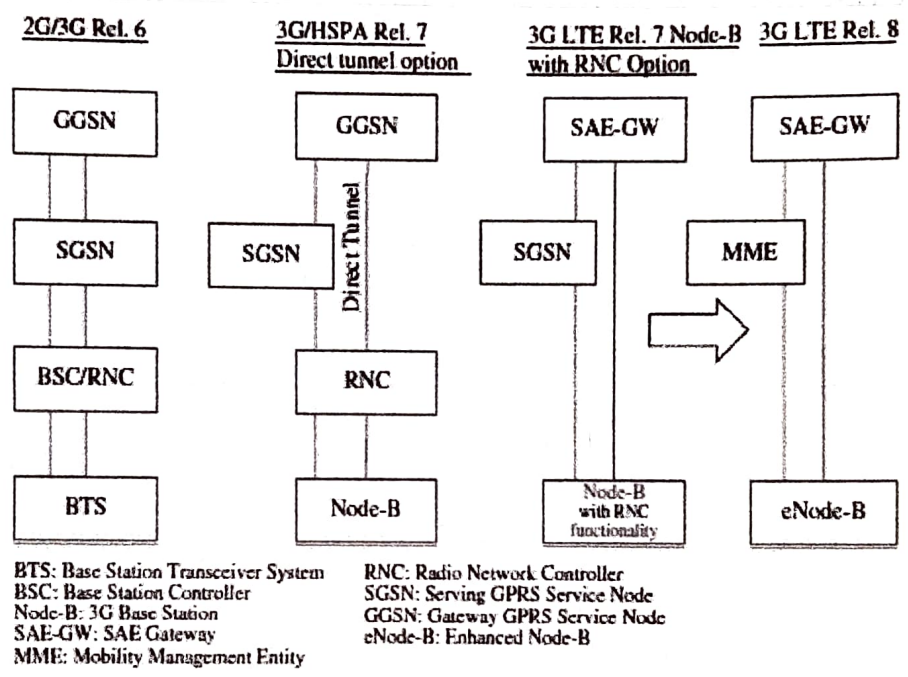 2G/3G Rel. 6
3G/HSPA Rel. 7
Direct tunnel option
3G LTE Rel. 7 Node-B
with RNC Option
3G LTE Rel. 8
GGSN
SGSN
BSC/RNC
BTS
GGSN
SGSN
Direct Tunnel
RNC
Node-B
SAE-GW
SGSN
Node-B
with RNC
functionality
SAE-GW
MME
eNode-B
BTS: Base Station Transceiver System
BSC: Base Station Controller
Node-B: 3G Base Station
SAE-GW: SAE Gateway
MME: Mobility Management Entity
RNC: Radio Network Controller
SGSN: Serving GPRS Service Node
GGSN: Gateway GPRS Service Node
eNode-B: Enhanced Node-B